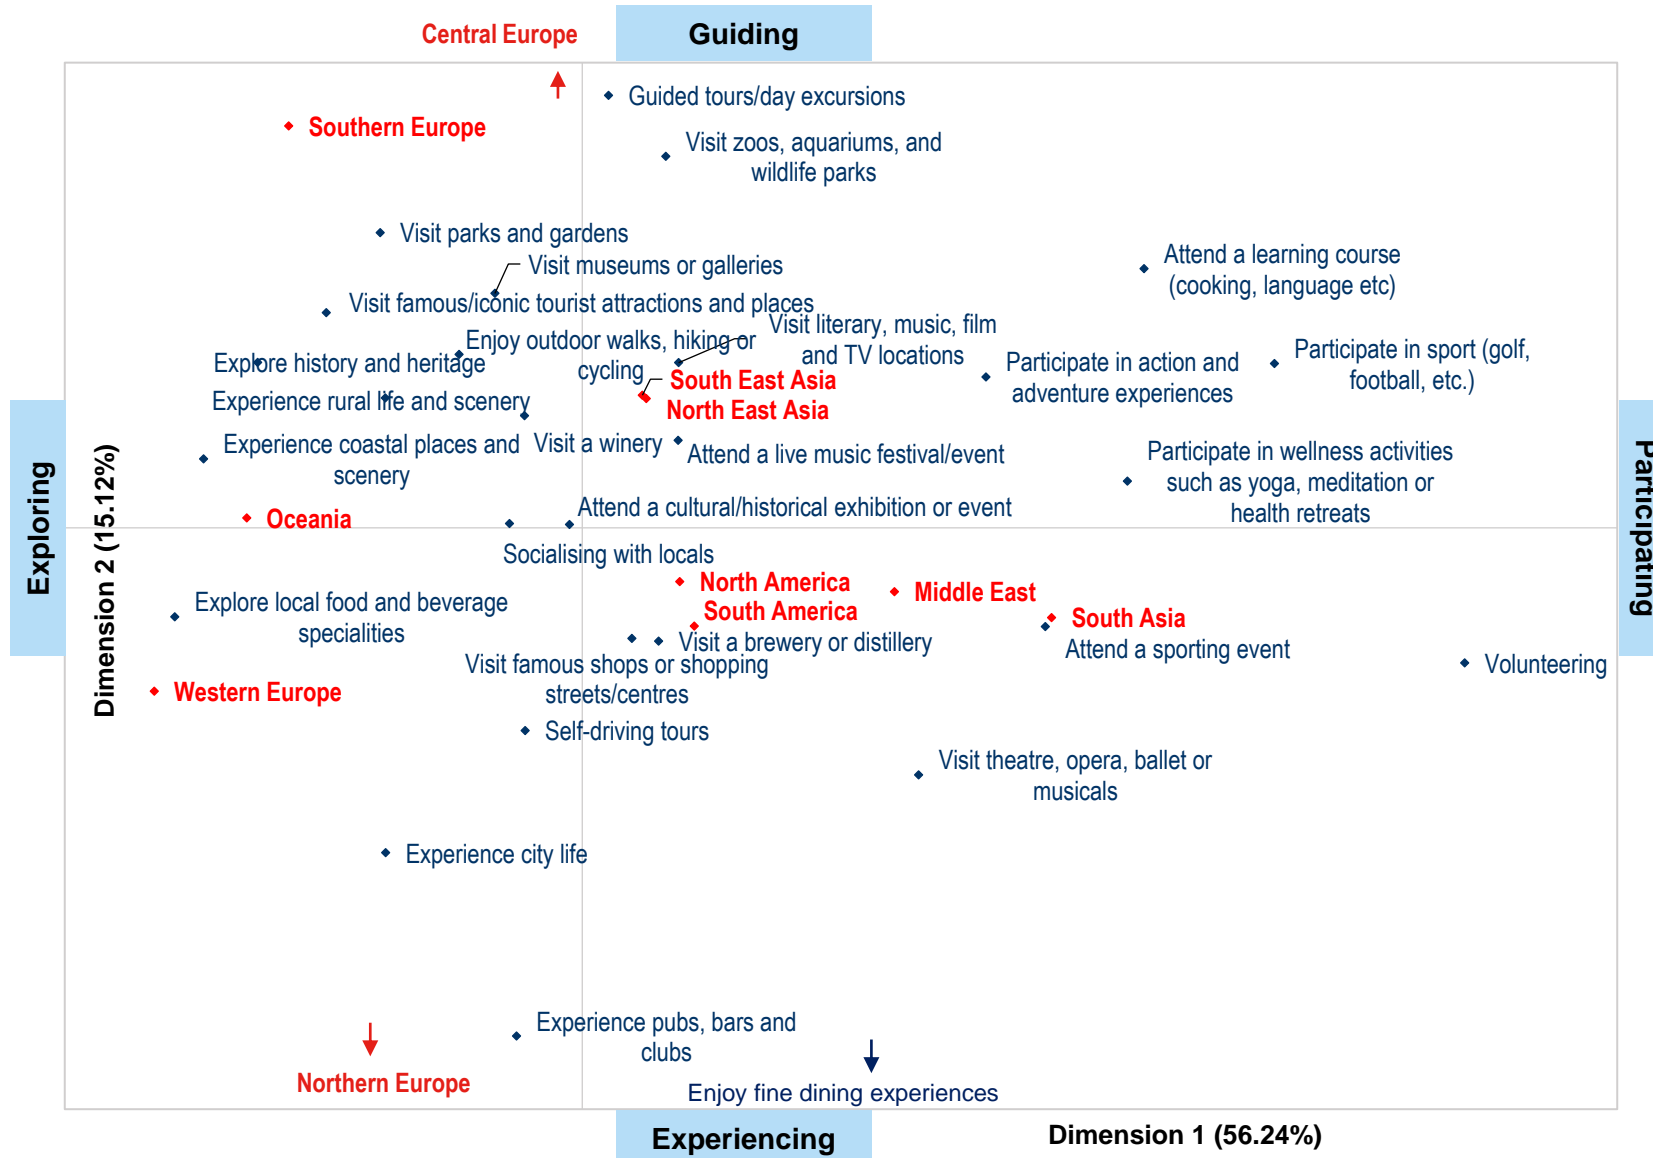 Central Europe
Guiding
Guided tours/day excursions
Southern Europe
Visit zoos, aquariums, and
wildlife parks
Visit parks and gardens
Visit museums or galleries
Attend a learning course
(cooking, language etc)
Visit famous/iconic tourist attractions and places
Visit literary, music, film
and TV locations
Enjoy outdoor walks, hiking or
cycling
Explore history and heritage
Participate in action and
adventure experiences
Participate in sport (golf,
football, etc.)
South East Asia
North East Asia
Experience rural life and scenery
Visit a winery
Attend a live music festival/event
Experience coastal places and
scenery
Participate in wellness activities
such as yoga, meditation or
health retreats
Exploring
Dimension 2 (15.12%)
Participating
Oceania
Attend a cultural/historical exhibition or event
Socialising with locals
North America
South America
Middle East
South Asia
Explore local food and beverage
specialities
Visit a brewery or distillery
Attend a sporting event
Visit famous shops or shopping
streets/centres
Volunteering
Western Europe
Self-driving tours
Visit theatre, opera, ballet or
musicals
Experience city life
Experience pubs, bars and
clubs
Northern Europe
Enjoy fine dining experiences
Experiencing
Dimension 1 (56.24%)